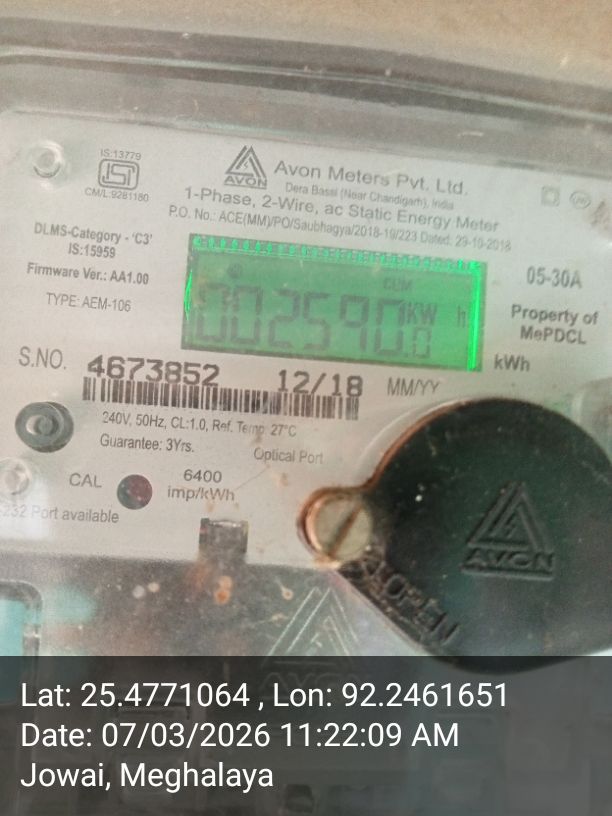 IS:13779
ISI
CM/L:9281180
AVON
Avon Meters Pvt. Ltd.
Dera Bassi (Near Chandigarh), India
1-Phase, 2-Wire, ac Static Energy Meter
P.O. No.: ACE(MM)/PO/Saubhagya/2018-19/223 Dated: 29-10-2018
DLMS-Category - 'C3'
IS:15959
Firmware Ver.: AA1.00
TYPE: AEM-106
CUM
002590.0 KW h
05-30A
Property of
MePDCL
kWh
S.NO. 4673852 12/18 MM/YY
240V, 50Hz, CL:1.0, Ref. Temp: 27°C
Guarantee: 3Yrs.
Optical Port
CAL
6400
imp/kWh
-232 Port available
AVON
OPEN
Lat: 25.4771064 , Lon: 92.2461651
Date: 07/03/2026 11:22:09 AM
Jowai, Meghalaya